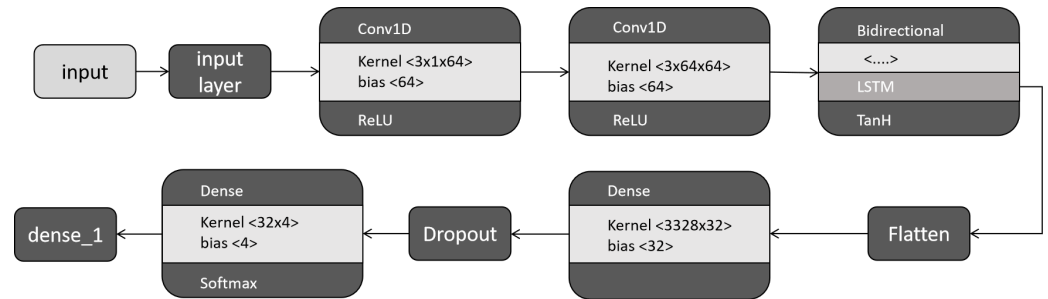 input
input
layer
Conv1D
Kernel <3x1x64>
bias <64>
ReLU
Conv1D
Kernel <3x64x64>
bias <64>
ReLU
Bidirectional
<....>
LSTM
TanH
Flatten
Dense
Kernel <3328x32>
bias <32>
Dropout
Dense
Kernel <32x4>
bias <4>
Softmax
dense_1